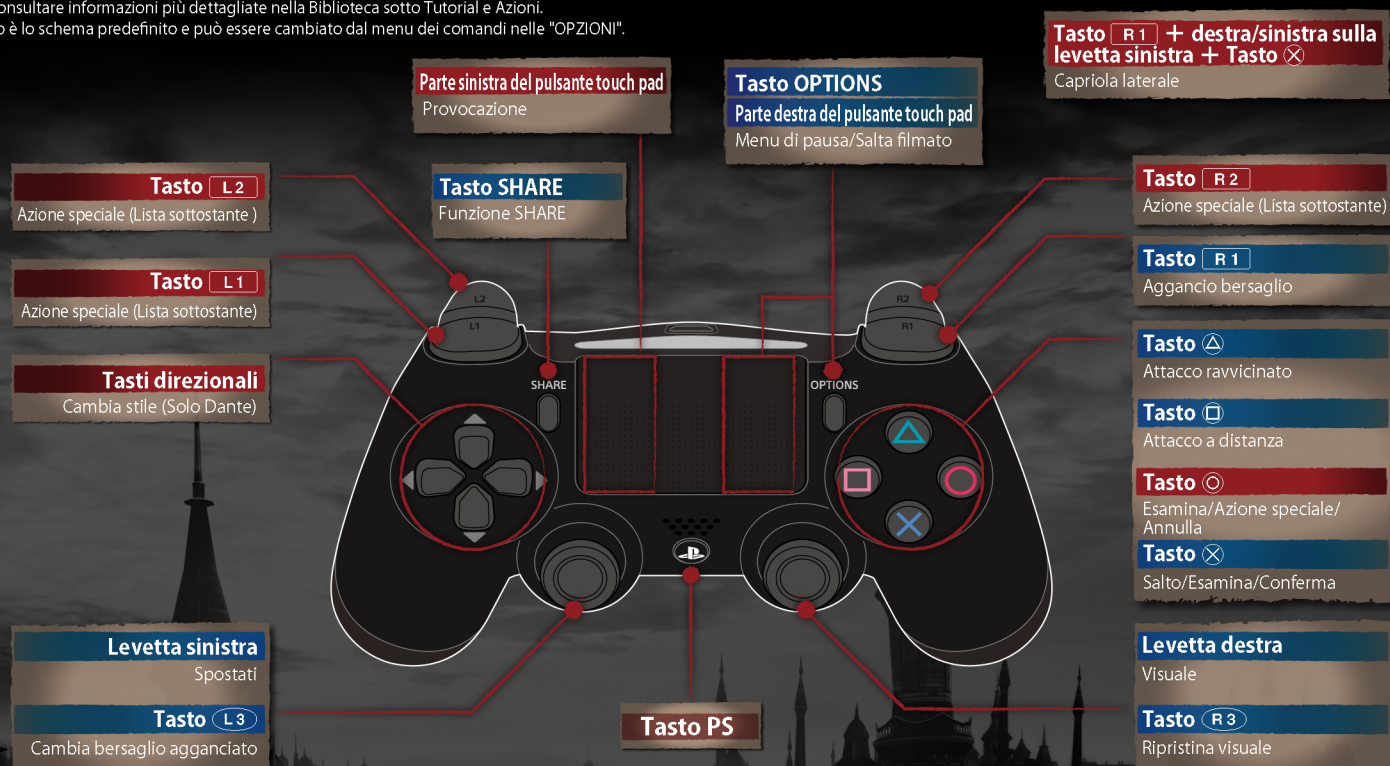 onsultare informazioni più dettagliate nella Biblioteca sotto Tutorial e Azioni.
o è lo schema predefinito e può essere cambiato dal menu dei comandi nelle "OPZIONI".
Tasto R1 + destra/sinistra sulla
levetta sinistra + Tasto ⊗
Capriola laterale
Parte sinistra del pulsante touch pad
Provocazione
Tasto OPTIONS
Parte destra del pulsante touch pad
Menu di pausa/Salta filmato
Tasto L2
Azione speciale (Lista sottostante )
Tasto SHARE
Funzione SHARE
Tasto R2
Azione speciale (Lista sottostante)
Tasto L1
Azione speciale (Lista sottostante)
Tasto R1
Aggancio bersaglio
L2
L1
R2
R1
Tasti direzionali
Cambia stile (Solo Dante)
SHARE
OPTIONS
Tasto △
Attacco ravvicinato
Tasto □
Attacco a distanza
Tasto ○
Esamina/Azione speciale/
Annulla
Tasto ⊗
Salto/Esamina/Conferma
Levetta sinistra
Spostati
Tasto L3
Cambia bersaglio agganciato
Tasto PS
Levetta destra
Visuale
Tasto R3
Ripristina visuale